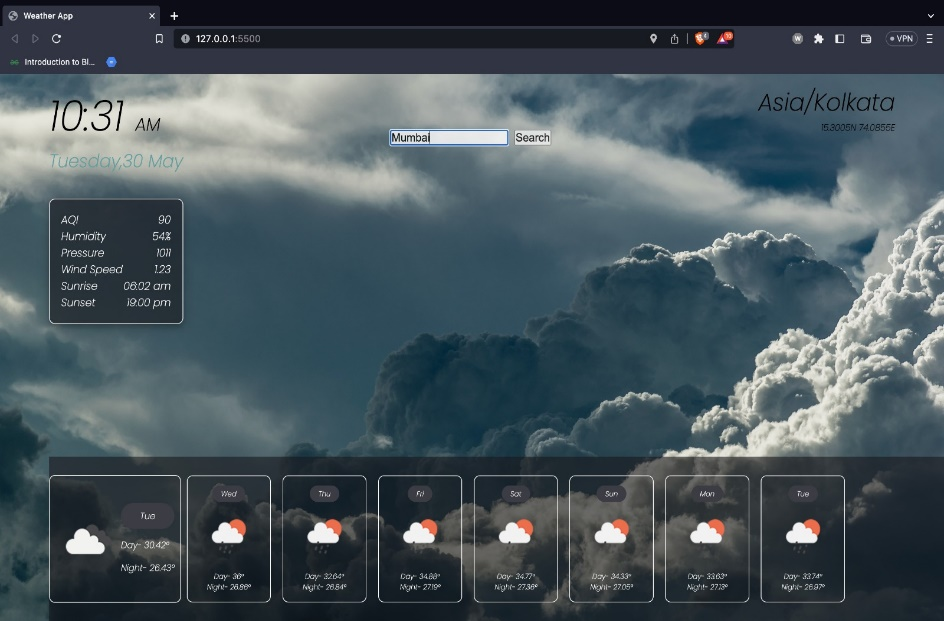 Weather App
127.0.0.1:5500
VPN
Introduction to Bl...
10:31 AM
Tuesday,30 May
Mumbai
Search
Asia/Kolkata
15.3005N 74.0855E
AQI 90
Humidity 54%
Pressure 1011
Wind Speed 1.23
Sunrise 06:02 am
Sunset 19:00 pm
Tue
Day- 30.42°
Night- 26.43°
Wed
Day- 36°
Night- 26.86°
Thu
Day- 32.64°
Night- 26.84°
Fri
Day- 34.88°
Night- 27.19°
Sat
Day- 34.77°
Night- 27.36°
Sun
Day- 34.33°
Night- 27.05°
Mon
Day- 33.63°
Night- 27.13°
Tue
Day- 33.74°
Night- 26.97°